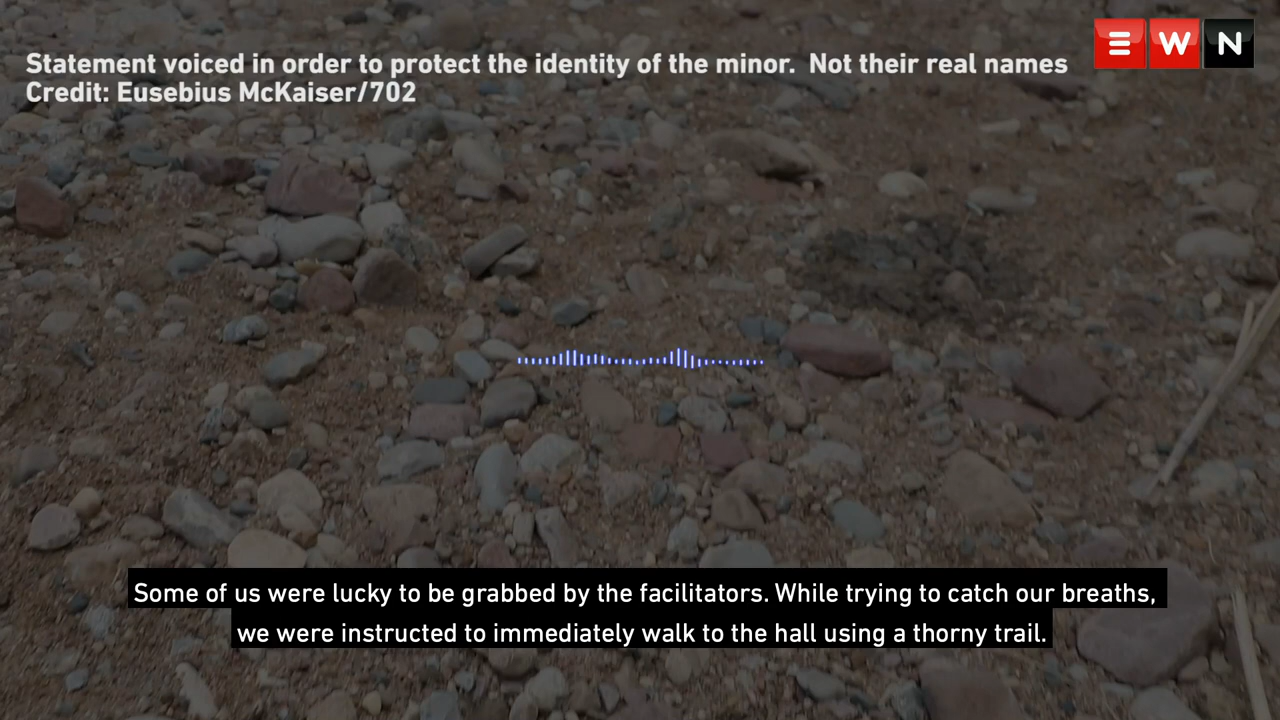 Statement voiced in order to protect the identity of the minor.  Not their real names
Credit: Eusebius McKaiser/702
EWN
Some of us were lucky to be grabbed by the facilitators. While trying to catch our breaths,
we were instructed to immediately walk to the hall using a thorny trail.